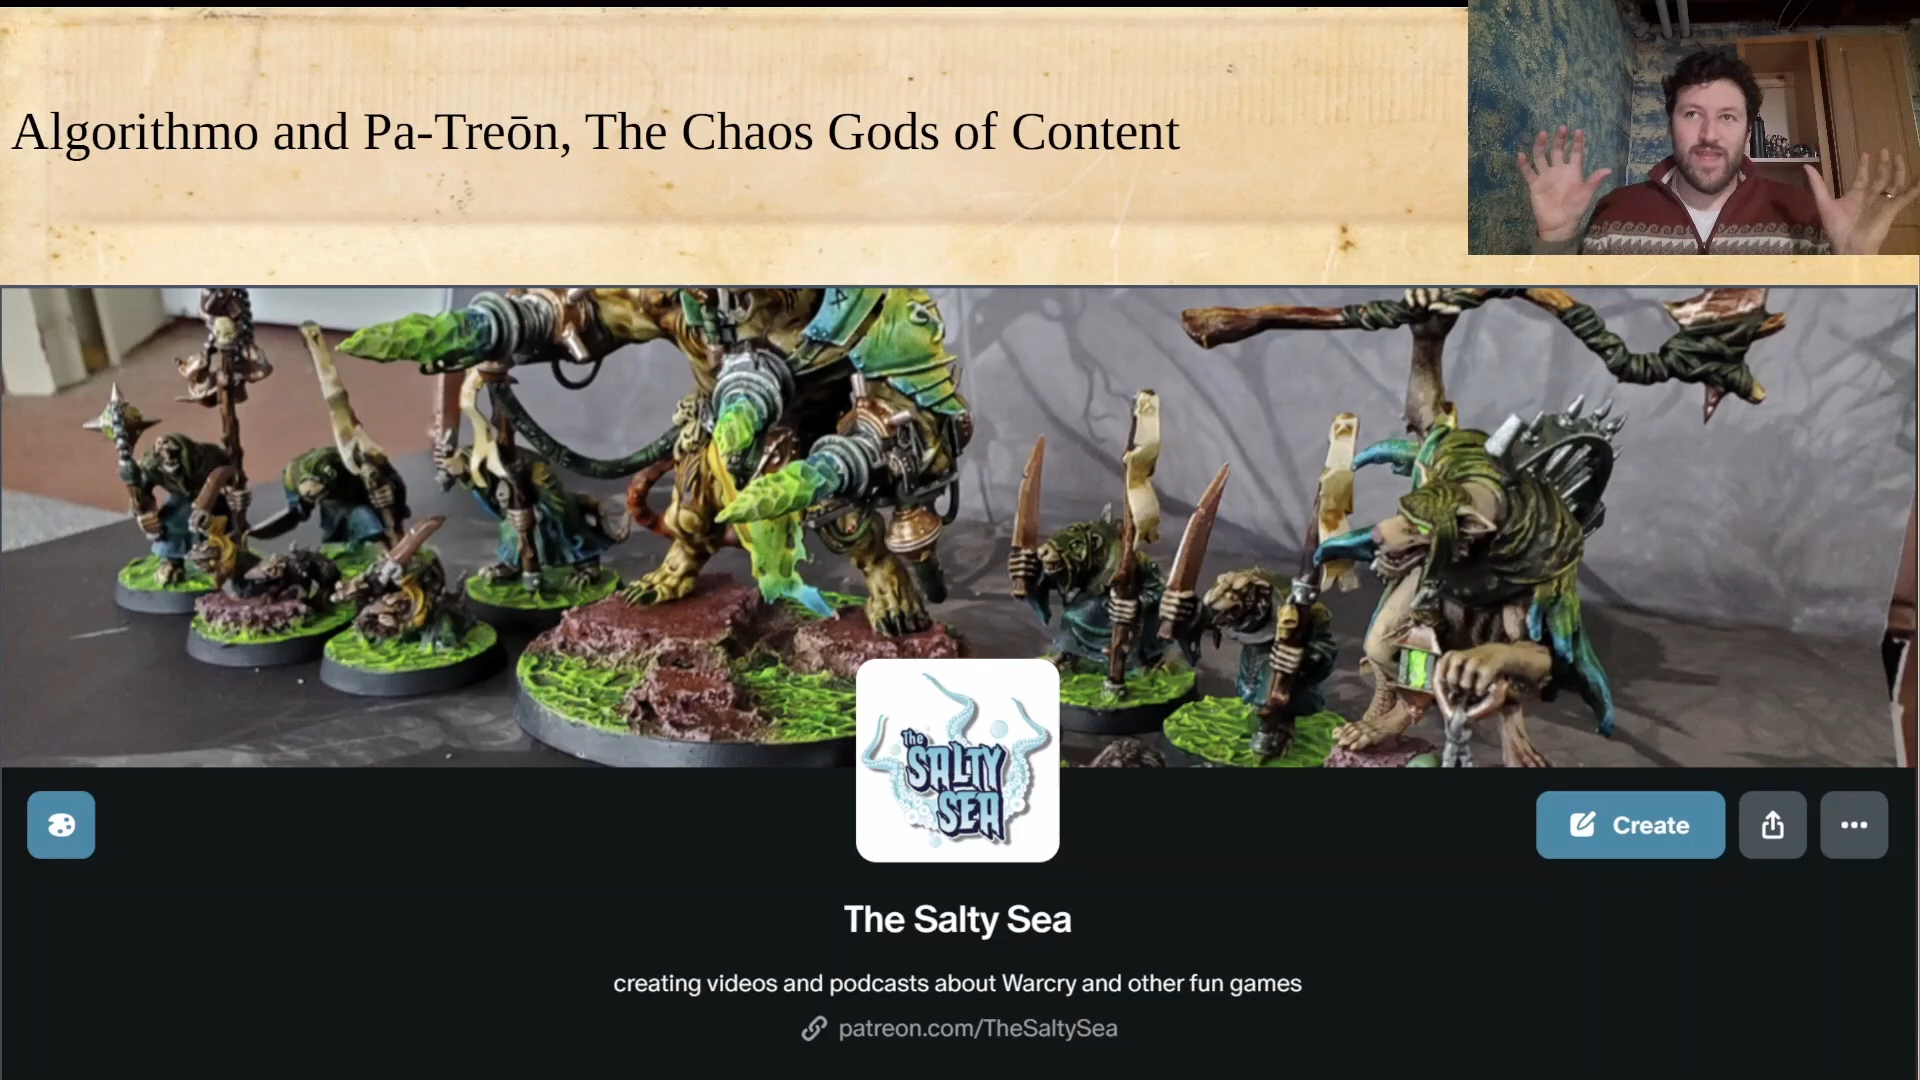 Algorithmo and Pa-Treōn, The Chaos Gods of Content
The
SALTY
SEA
Create
The Salty Sea
creating videos and podcasts about Warcry and other fun games
patreon.com/TheSaltySea